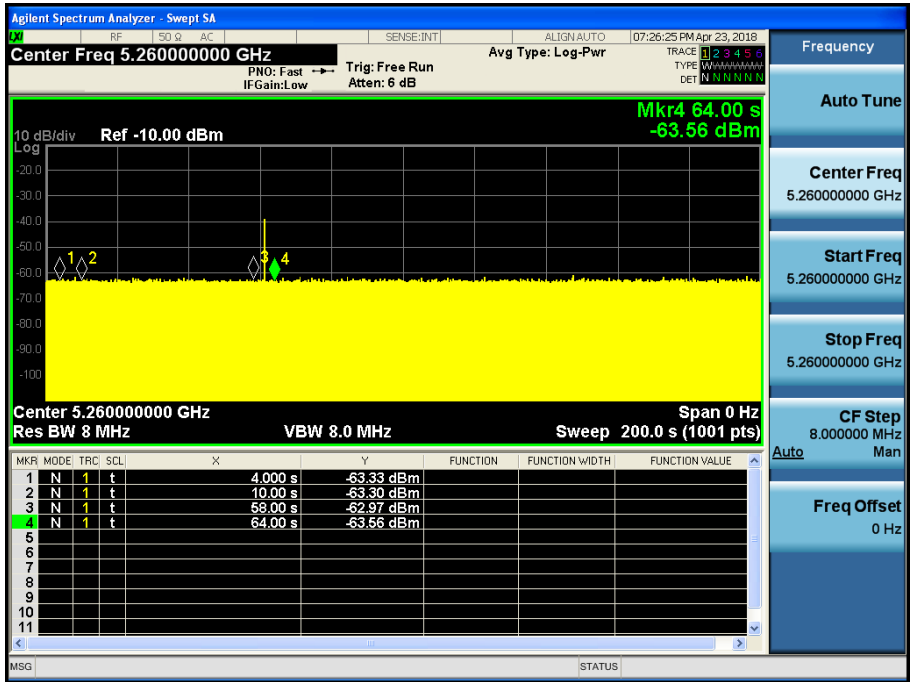 Agilent Spectrum Analyzer - Swept SA
LXI RF 50 Ω AC SENSE:INT ALIGN AUTO 07:26:25 PM Apr 23, 2018
Center Freq 5.260000000 GHz
PNO: Fast
IFGain:Low
Trig: Free Run
Atten: 6 dB
Avg Type: Log-Pwr
TRACE 1 2 3 4 5 6
TYPE WWWWWW
DET N N N N N N
Mkr4 64.00 s
-63.56 dBm
10 dB/div Ref -10.00 dBm
Log
-20.0
-30.0
-40.0
-50.0
-60.0
-70.0
-80.0
-90.0
-100
1 2 3 4
Center 5.260000000 GHz Span 0 Hz
Res BW 8 MHz VBW 8.0 MHz Sweep 200.0 s (1001 pts)
MKR MODE TRC SCL X Y FUNCTION FUNCTION WIDTH FUNCTION VALUE
1 N 1 t 4.000 s -63.33 dBm
2 N 1 t 10.00 s -63.30 dBm
3 N 1 t 58.00 s -62.97 dBm
4 N 1 t 64.00 s -63.56 dBm
5
6
7
8
9
10
11
MSG STATUS
Frequency
Auto Tune
Center Freq
5.260000000 GHz
Start Freq
5.260000000 GHz
Stop Freq
5.260000000 GHz
CF Step
8.000000 MHz
Auto Man
Freq Offset
0 Hz